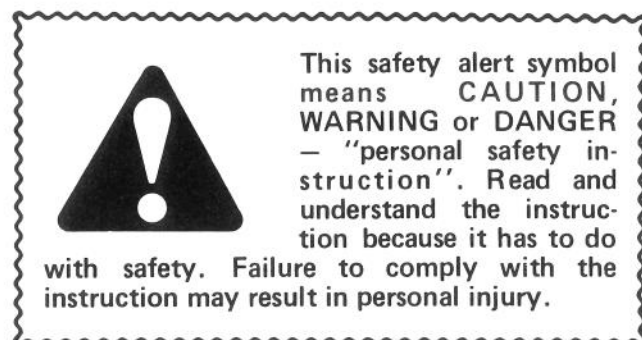 This safety alert symbol
means CAUTION,
WARNING or DANGER
— "personal safety in-
struction". Read and
understand the instruc-
tion because it has to do
with safety. Failure to comply with the
instruction may result in personal injury.